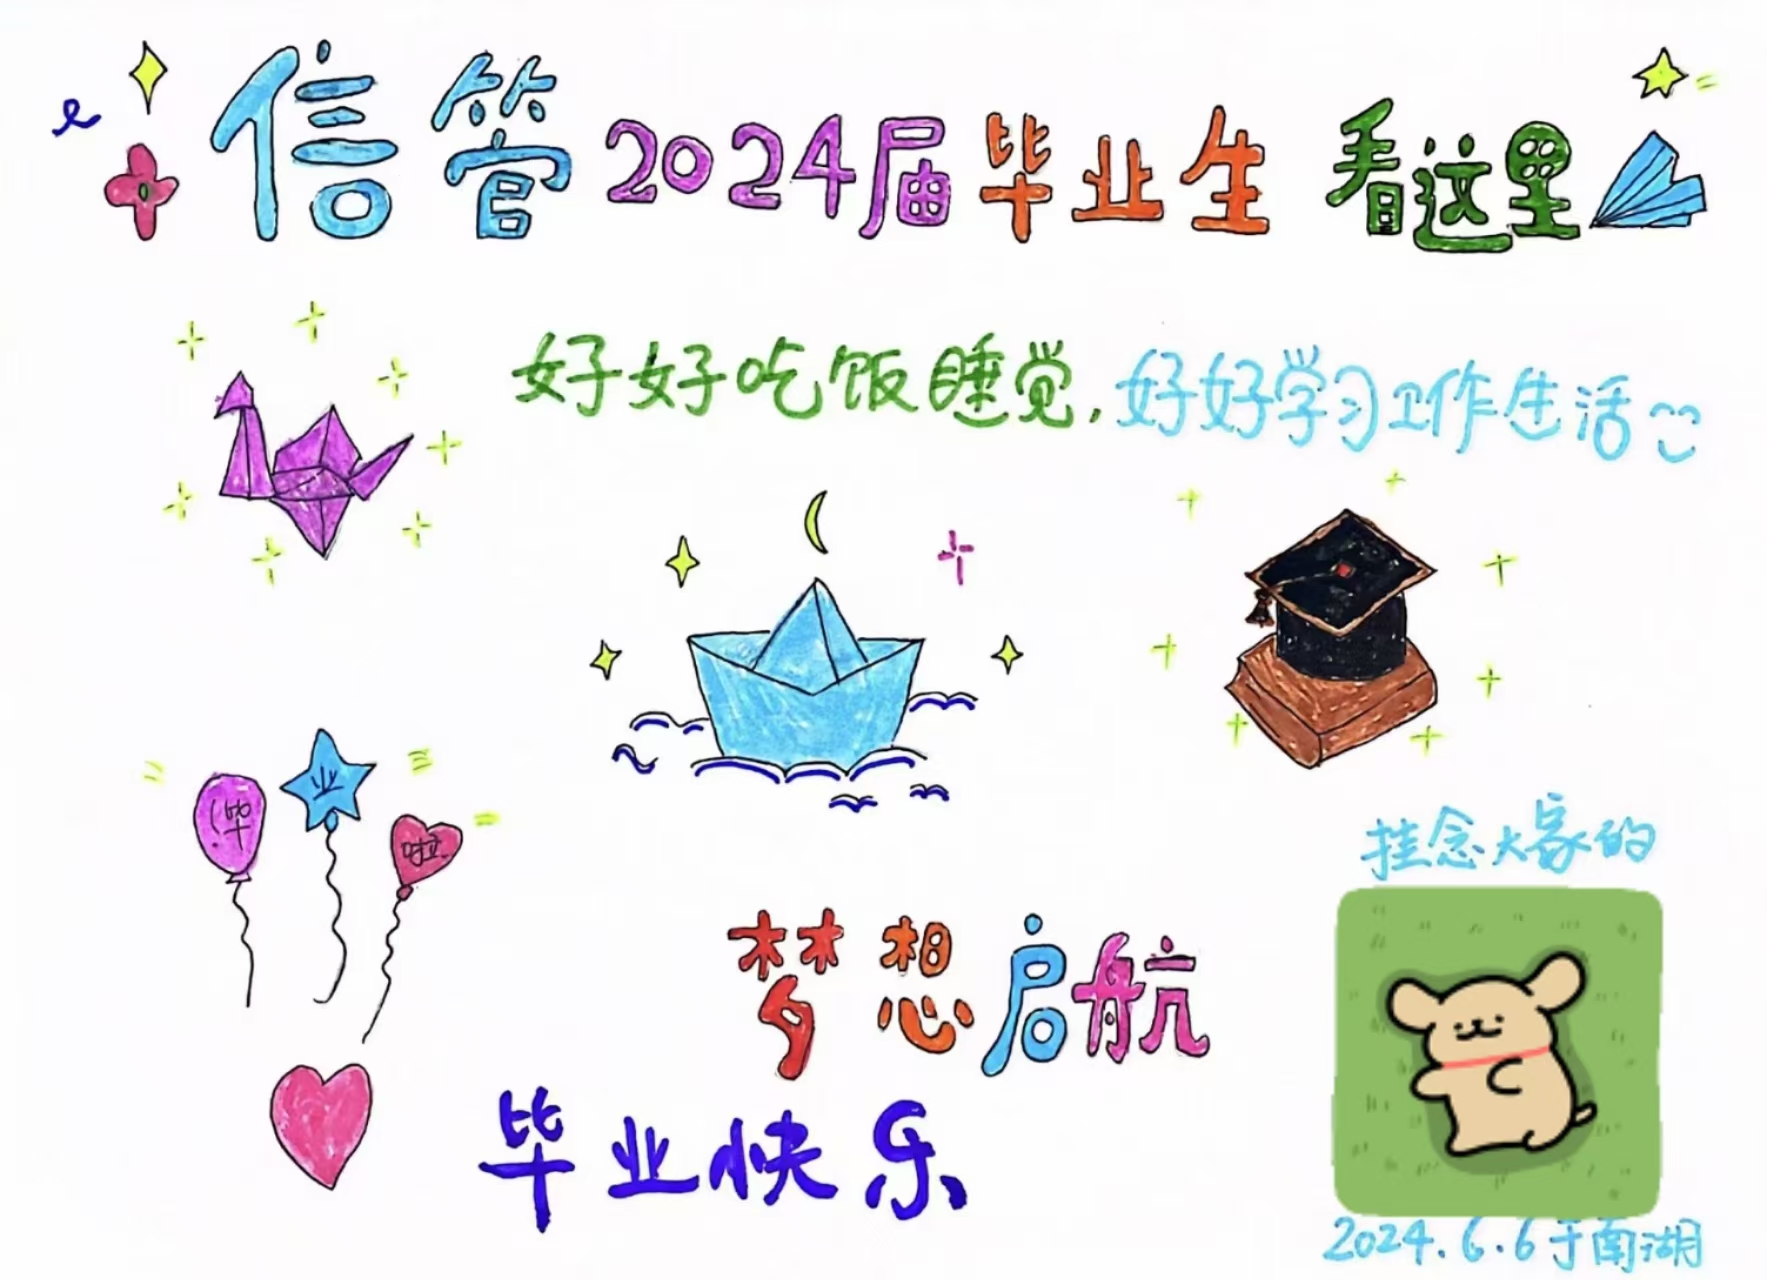 信管2024届毕业生 看这里
好好吃饭睡觉，好好学习工作生活
毕业啦
挂念大家的
梦想启航
毕业快乐
2024.6.6于南湖